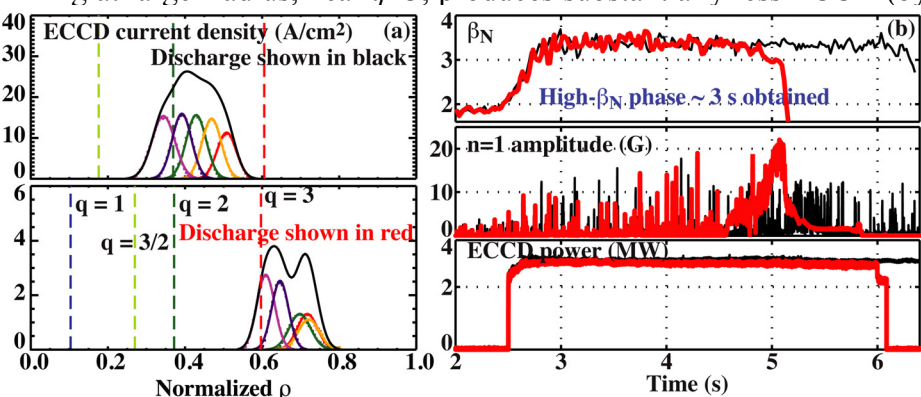 ECCD current density (A/cm²) (a)
Discharge shown in black
40
30
20
10
0
6
4
2
0
q = 1
q = 3/2
q = 2
q = 3
Discharge shown in red
0.0 0.2 0.4 0.6 0.8 1.0
Normalized ρ
βN (b)
4
3
2
High-βN phase ~ 3 s obtained
n=1 amplitude (G)
20
10
0
ECCD power (MW)
4
2
0
2 3 4 5 6
Time (s)